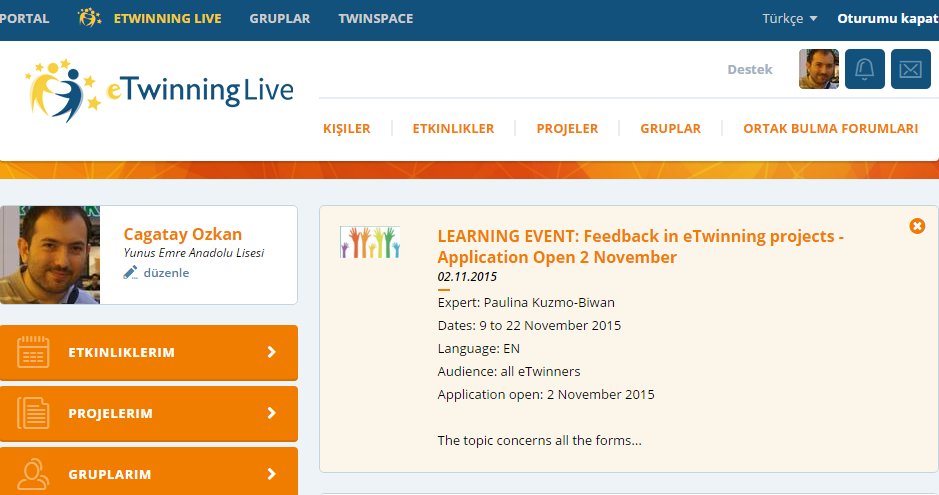 PORTAL
ETWINNING LIVE
GRUPLAR
TWINSPACE
Türkçe
Oturumu kapat
eTwinning Live
Destek
KIŞILER
ETKINLIKLER
PROJELER
GRUPLAR
ORTAK BULMA FORUMLARI
Cagatay Ozkan
Yunus Emre Anadolu Lisesi
düzenle
ETKINLIKLERIM
PROJELERIM
GRUPLARIM
LEARNING EVENT: Feedback in eTwinning projects -
Application Open 2 November
02.11.2015
Expert: Paulina Kuzmo-Biwan
Dates: 9 to 22 November 2015
Language: EN
Audience: all eTwinners
Application open: 2 November 2015
The topic concerns all the forms...